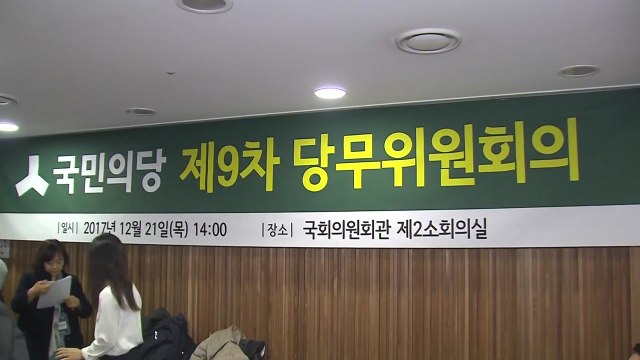 국민의당 제9차 당무위원회의
|일시| 2017년 12월 21일(목) 14:00 |장소| 국회의원회관 제2소회의실